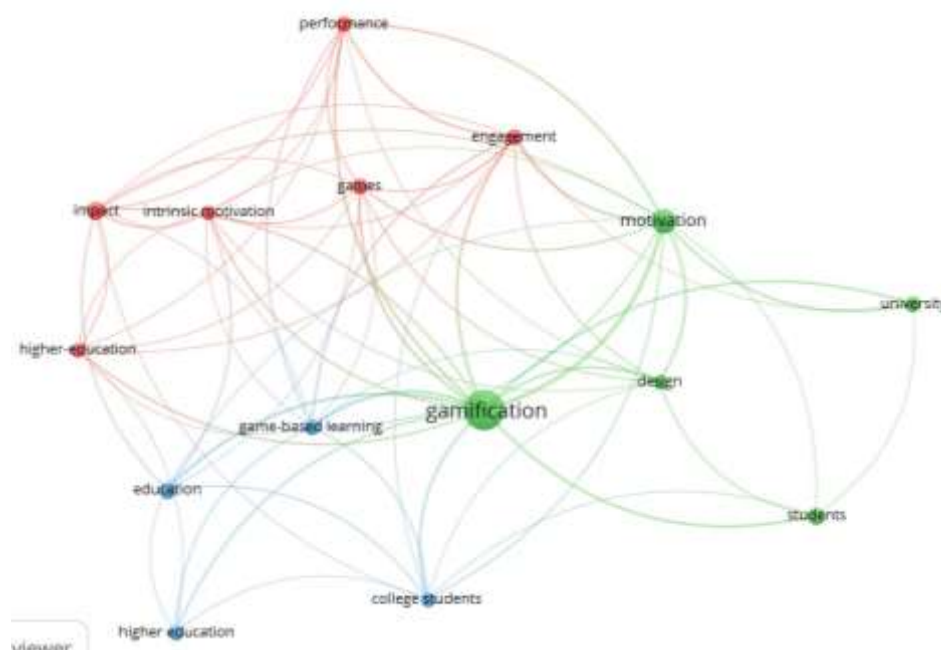 performance
engagement
games
impact
intrinsic motivation
motivation
university
higher-education
design
gamification
game-based learning
education
students
college students
higher education
viewer